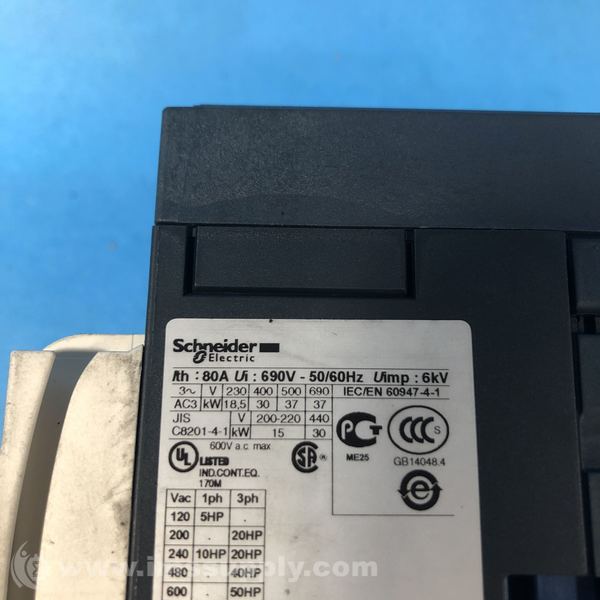 Schneider
Electric
Ith : 80A Ui : 690V - 50/60Hz Uimp : 6kV
3~ V 230 400 500 690 IEC/EN 60947-4-1
AC3 kW 18,5 30 37 37
JIS V 200-220 440
C8201-4-1 kW 15 30
600V a.c. max
UL LISTED
IND.CONT.EQ.
170M
ME25
CCC S
GB14048.4
Vac 1ph 3ph
120 5HP .
200 . 20HP
240 10HP 20HP
480 . 40HP
600 . 50HP